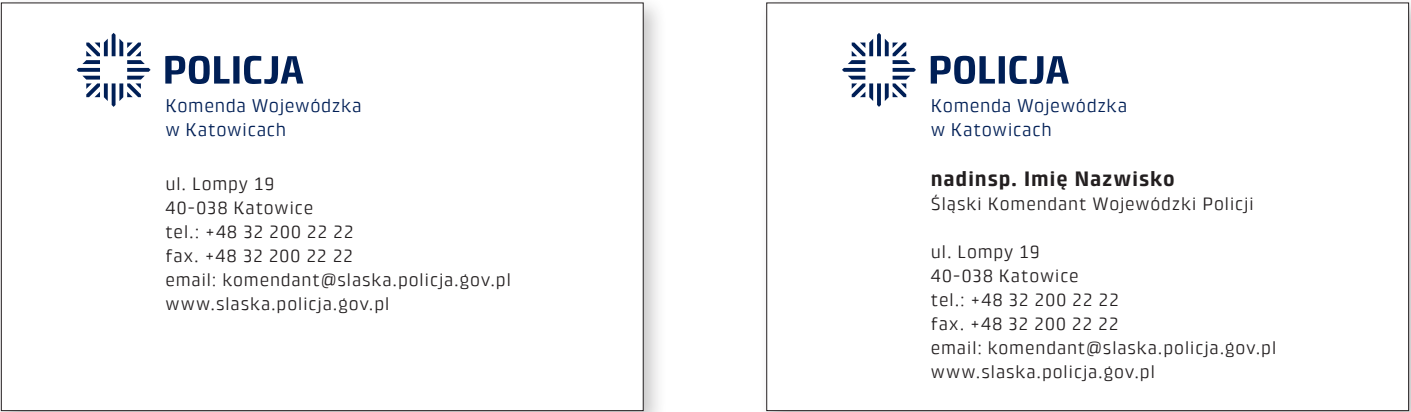 POLICJA
Komenda Wojewódzka
w Katowicach
ul. Lompy 19
40-038 Katowice
tel.: +48 32 200 22 22
fax. +48 32 200 22 22
email: komendant@slaska.policja.gov.pl
www.slaska.policja.gov.pl
POLICJA
Komenda Wojewódzka
w Katowicach
nadinsp. Imię Nazwisko
Śląski Komendant Wojewódzki Policji
ul. Lompy 19
40-038 Katowice
tel.: +48 32 200 22 22
fax. +48 32 200 22 22
email: komendant@slaska.policja.gov.pl
www.slaska.policja.gov.pl